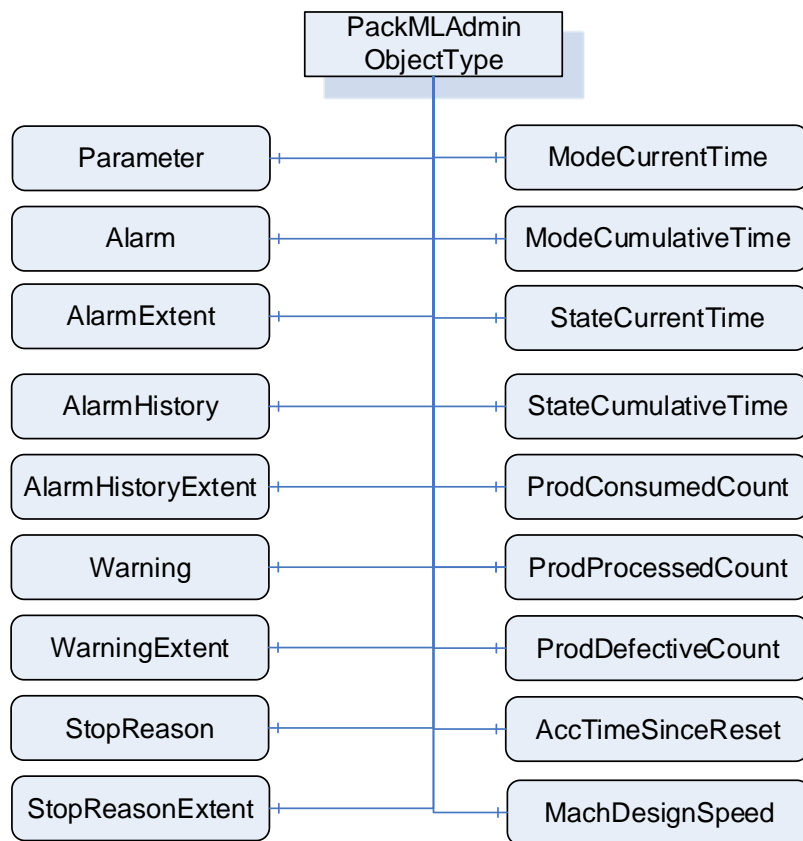 PackMLAdmin
ObjectType
Parameter
ModeCurrentTime
Alarm
ModeCumulativeTime
AlarmExtent
StateCurrentTime
AlarmHistory
StateCumulativeTime
AlarmHistoryExtent
ProdConsumedCount
Warning
ProdProcessedCount
WarningExtent
ProdDefectiveCount
StopReason
AccTimeSinceReset
StopReasonExtent
MachDesignSpeed